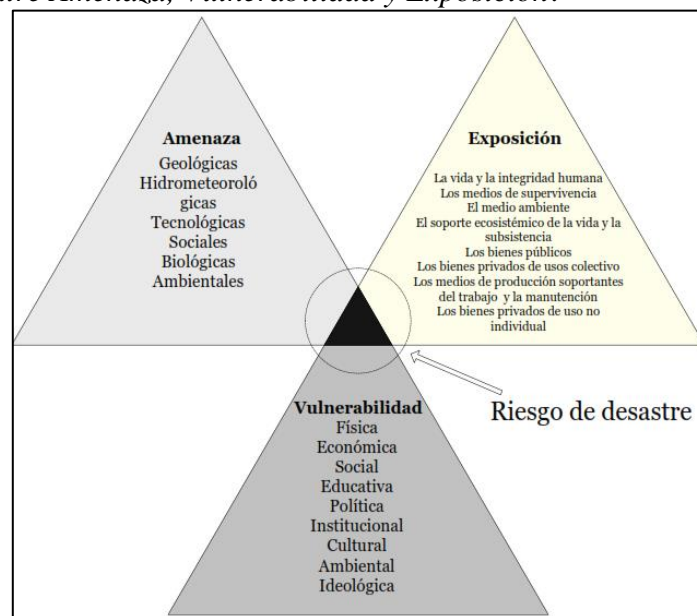 Amenaza, Vulnerabilidad y Exposición.
Amenaza
Geológicas
Hidrometeoroló
gicas
Tecnológicas
Sociales
Biológicas
Ambientales
Exposición
La vida y la integridad humana
Los medios de supervivencia
El medio ambiente
El soporte ecosistémico de la vida y la
subsistencia
Los bienes públicos
Los bienes privados de usos colectivo
Los medios de producción soportantes
del trabajo y la manutención
Los bienes privados de uso no
individual
Riesgo de desastre
Vulnerabilidad
Física
Económica
Social
Educativa
Política
Institucional
Cultural
Ambiental
Ideológica